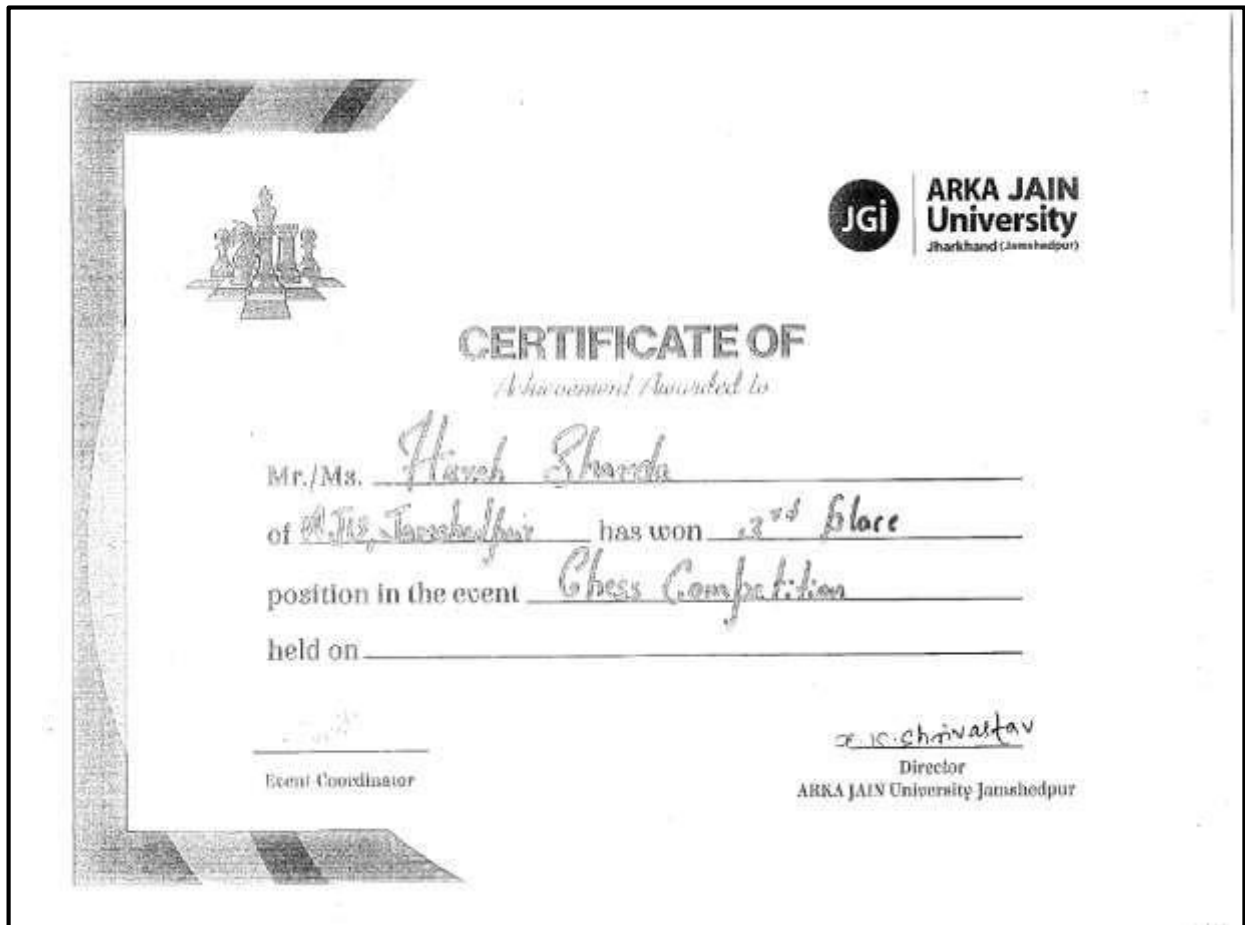 JGi
ARKA JAIN
University
Jharkhand (Jamshedpur)
CERTIFICATE OF
Achievement Awarded to
Mr./Ms. Harsh Sharda
of Jamshedpur has won 3rd place
position in the event Chess Competition
held on
Event Coordinator
K. Shrivastav
Director
ARKA JAIN University Jamshedpur